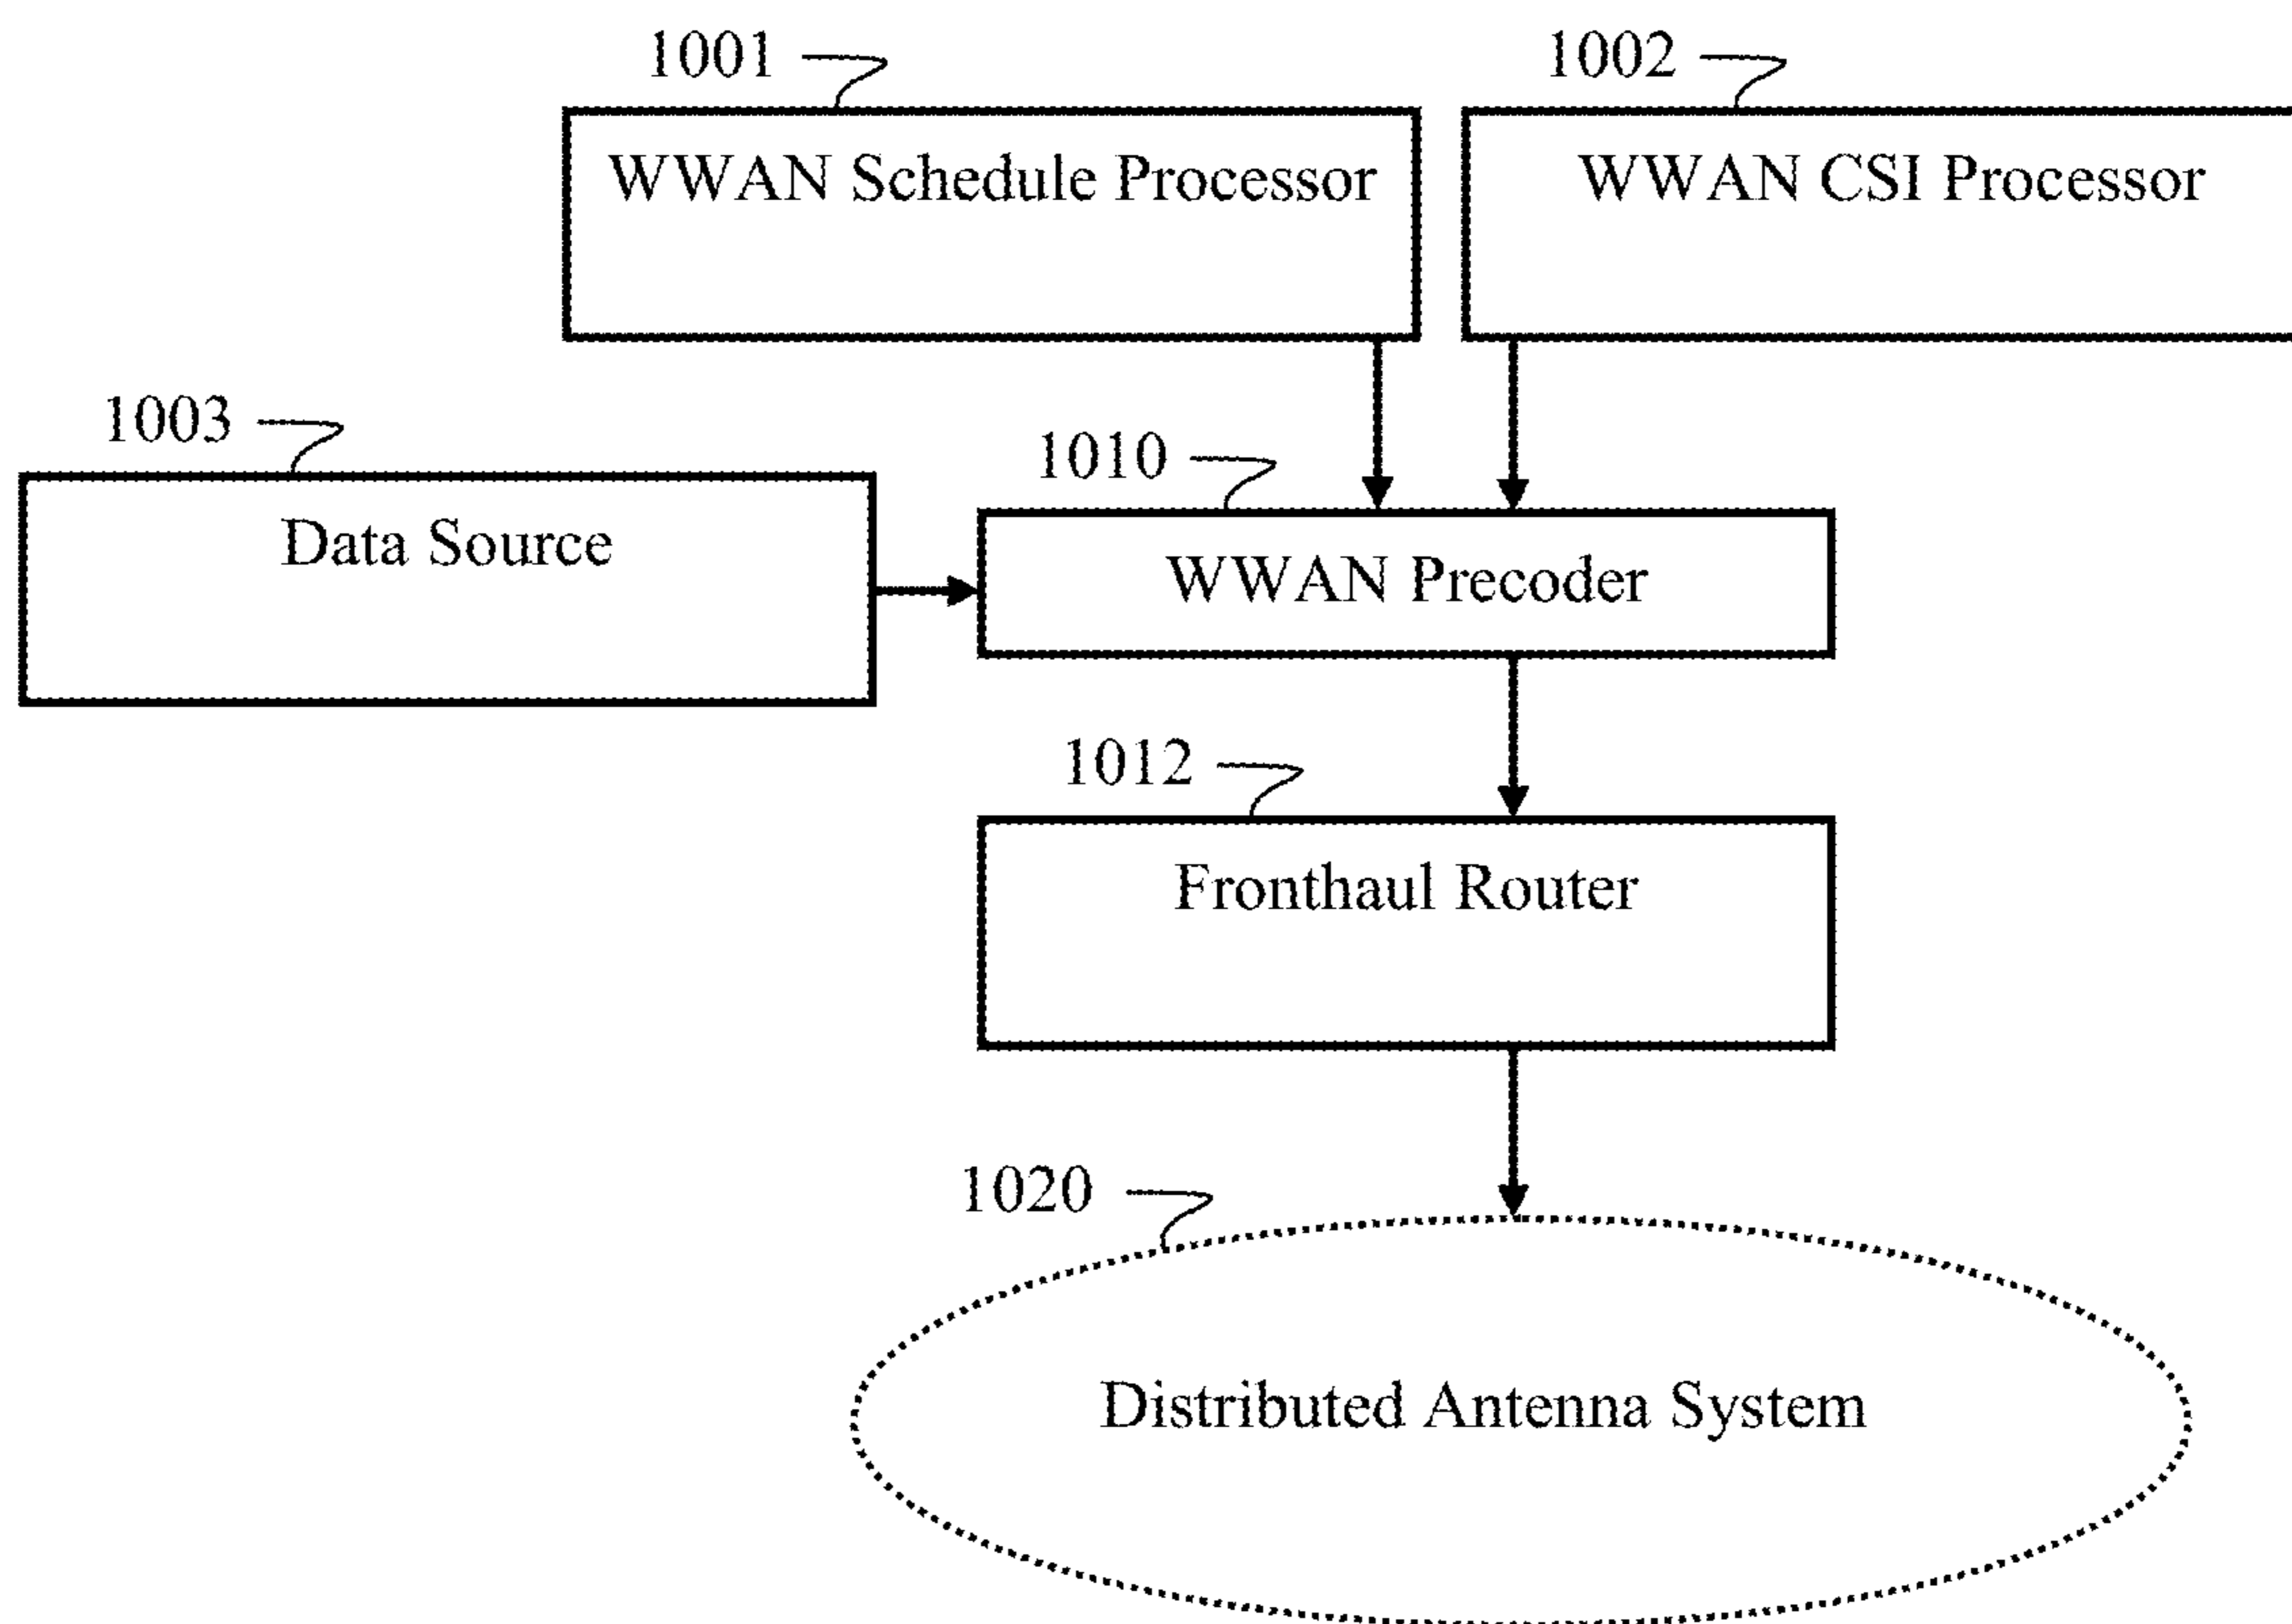 1001
1002
WWAN Schedule Processor
WWAN CSI Processor
1003
1010
Data Source
WWAN Precoder
1012
Fronthaul Router
1020
Distributed Antenna System